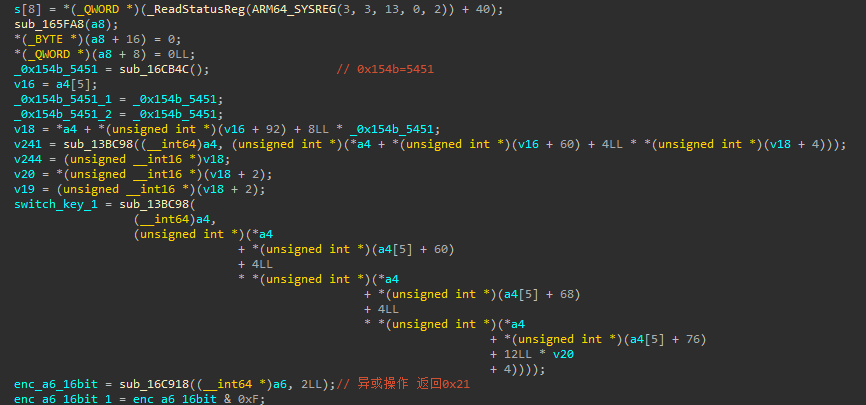 s[8] = *(_QWORD *)(_ReadStatusReg(ARM64_SYSREG(3, 3, 13, 0, 2)) + 40);
sub_165FA8(a8);
*(_BYTE *)(a8 + 16) = 0;
*(_QWORD *)(a8 + 8) = 0LL;
_0x154b_5451 = sub_16CB4C(); // 0x154b=5451
v16 = a4[5];
_0x154b_5451_1 = _0x154b_5451;
_0x154b_5451_2 = _0x154b_5451;
v18 = *a4 + *(unsigned int *)(v16 + 92) + 8LL * _0x154b_5451;
v241 = sub_13BC98((__int64)a4, (unsigned int *)(*a4 + *(unsigned int *)(v16 + 60) + 4LL * *(unsigned int *)(v18 + 4)));
v244 = (unsigned __int16 *)v18;
v20 = *(unsigned __int16 *)(v18 + 2);
v19 = (unsigned __int16 *)(v18 + 2);
switch_key_1 = sub_13BC98(
(__int64)a4,
(unsigned int *)(*a4
+ *(unsigned int *)(a4[5] + 60)
+ 4LL
* *(unsigned int *)(*a4
+ *(unsigned int *)(a4[5] + 68)
+ 4LL
* *(unsigned int *)(*a4
+ *(unsigned int *)(a4[5] + 76)
+ 12LL * v20
+ 4))));
enc_a6_16bit = sub_16C918((__int64 *)a6, 2LL);// 异或操作 返回0x21
enc_a6_16bit_1 = enc_a6_16bit & 0xF;